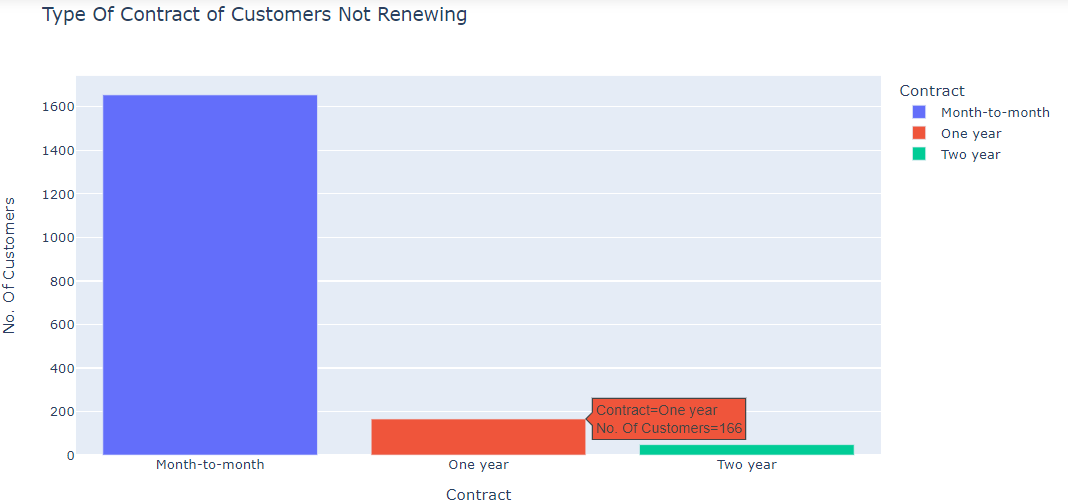 Type Of Contract of Customers Not Renewing
No. Of Customers
1600
1400
1200
1000
800
600
400
200
0
Month-to-month
One year
Two year
Contract
Contract=One year
No. Of Customers=166
Contract
Month-to-month
One year
Two year